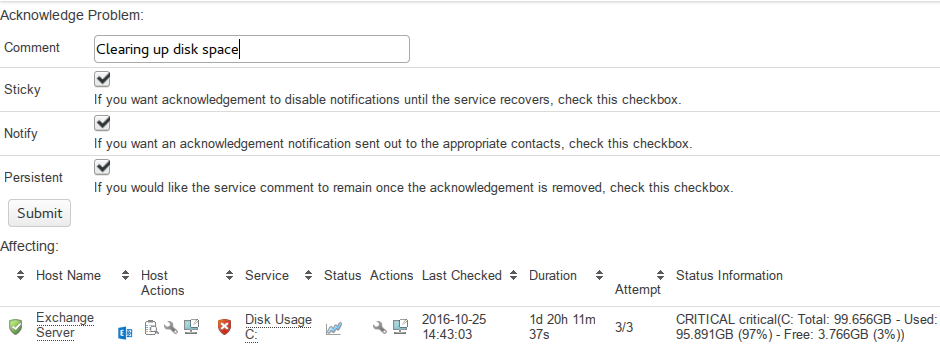 Acknowledge Problem:
Comment
Clearing up disk space
Sticky
If you want acknowledgement to disable notifications until the service recovers, check this checkbox.
Notify
If you want an acknowledgement notification sent out to the appropriate contacts, check this checkbox.
Persistent
If you would like the service comment to remain once the acknowledgement is removed, check this checkbox.
Submit
Affecting:
Host Name
Host
Actions
Service
Status
Actions
Last Checked
Duration
Attempt
Status Information
Exchange
Server
Disk Usage
C:
2016-10-25
14:43:03
1d 20h 11m
37s
3/3
CRITICAL critical(C: Total: 99.656GB - Used:
95.891GB (97%) - Free: 3.766GB (3%))